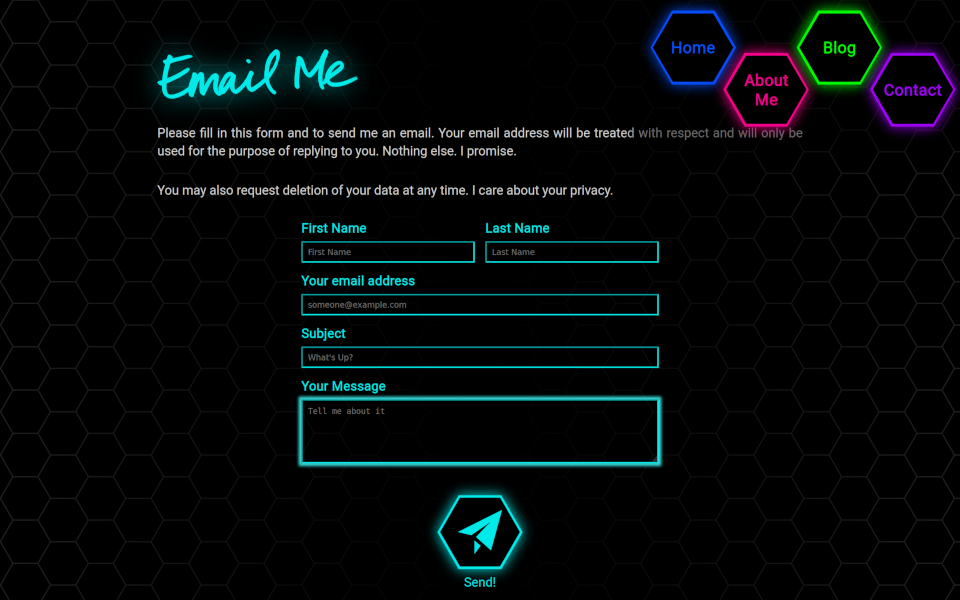 Home
Blog
About
Me
Contact
Email Me
Please fill in this form and to send me an email. Your email address will be treated with respect and will only be
used for the purpose of replying to you. Nothing else. I promise.
You may also request deletion of your data at any time. I care about your privacy.
First Name
Last Name
First Name
Last Name
Your email address
someone@example.com
Subject
What's Up?
Your Message
Tell me about it
Send!